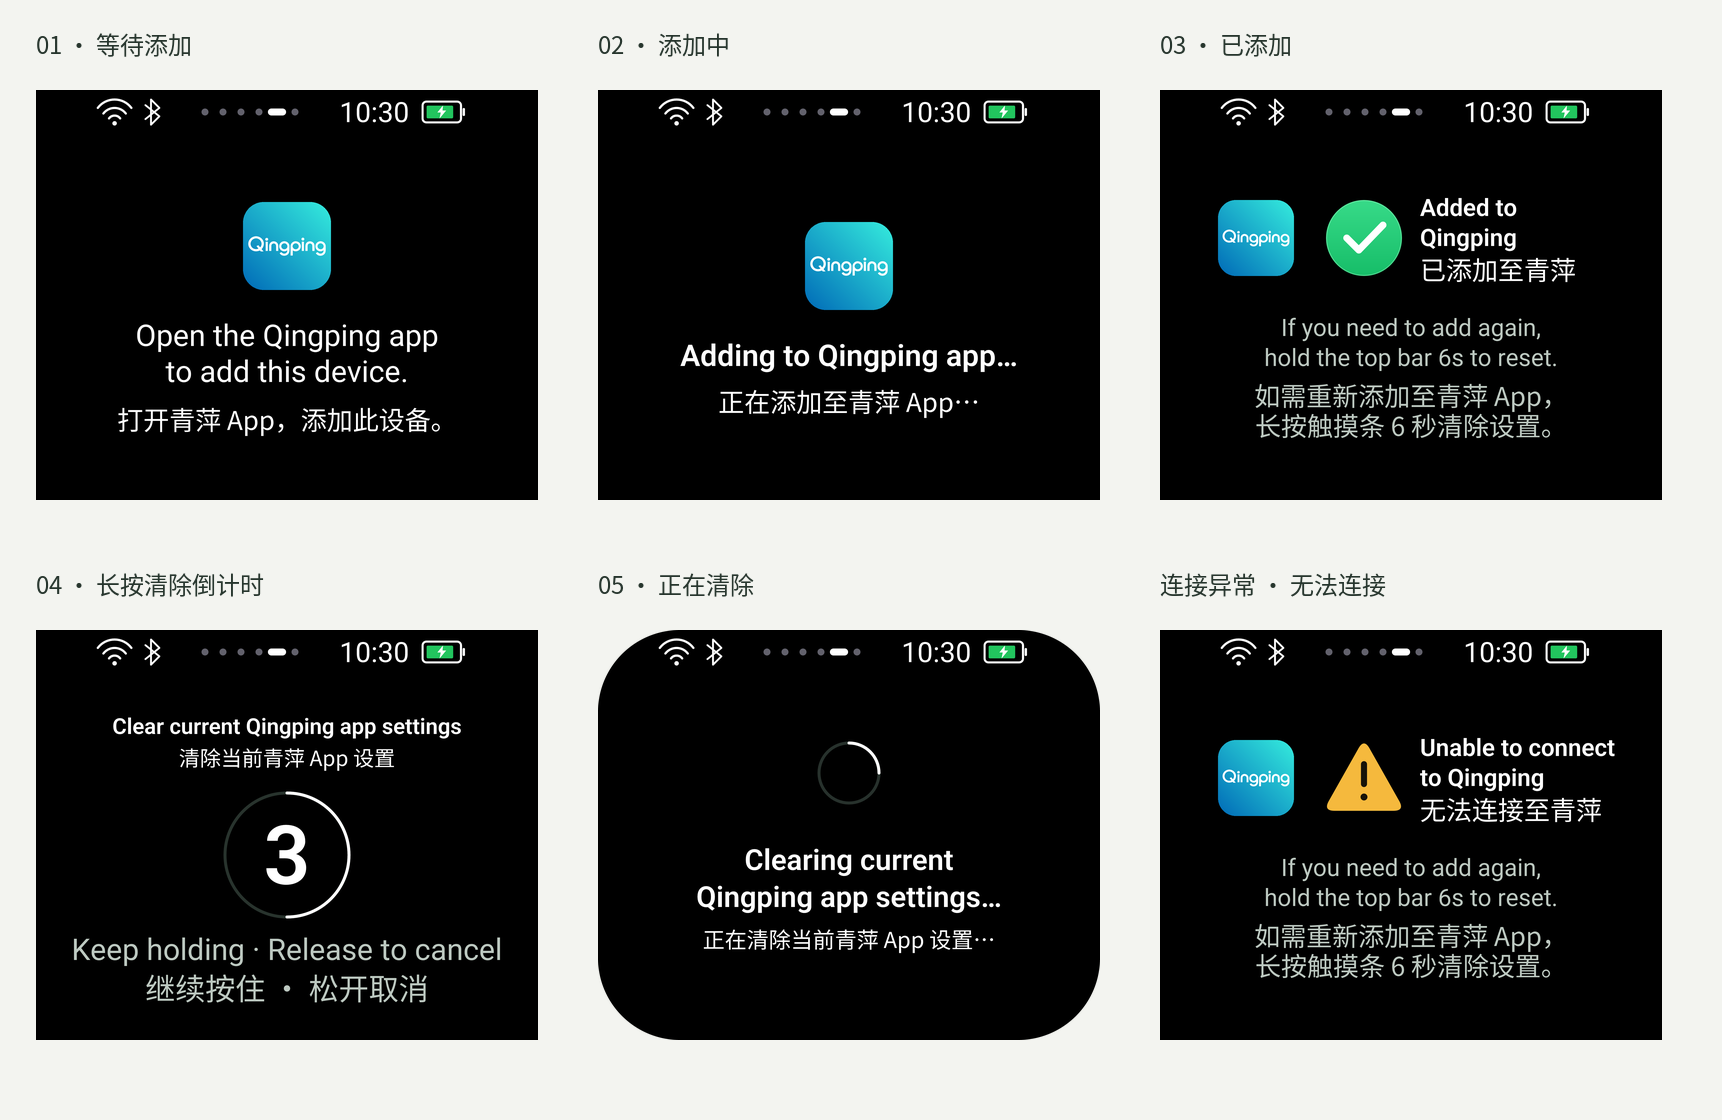 01 · 等待添加
10:30
Qingping
Open the Qingping app
to add this device.
打开青萍 App，添加此设备。
02 · 添加中
10:30
Qingping
Adding to Qingping app...
正在添加至青萍 App…
03 · 已添加
10:30
Qingping
Added to
Qingping
已添加至青萍
If you need to add again,
hold the top bar 6s to reset.
如需重新添加至青萍 App，
长按触摸条 6 秒清除设置。
04 · 长按清除倒计时
10:30
Clear current Qingping app settings
清除当前青萍 App 设置
3
Keep holding · Release to cancel
继续按住 · 松开取消
05 · 正在清除
10:30
Clearing current
Qingping app settings...
正在清除当前青萍 App 设置…
连接异常 · 无法连接
10:30
Qingping
Unable to connect
to Qingping
无法连接至青萍
If you need to add again,
hold the top bar 6s to reset.
如需重新添加至青萍 App，
长按触摸条 6 秒清除设置。